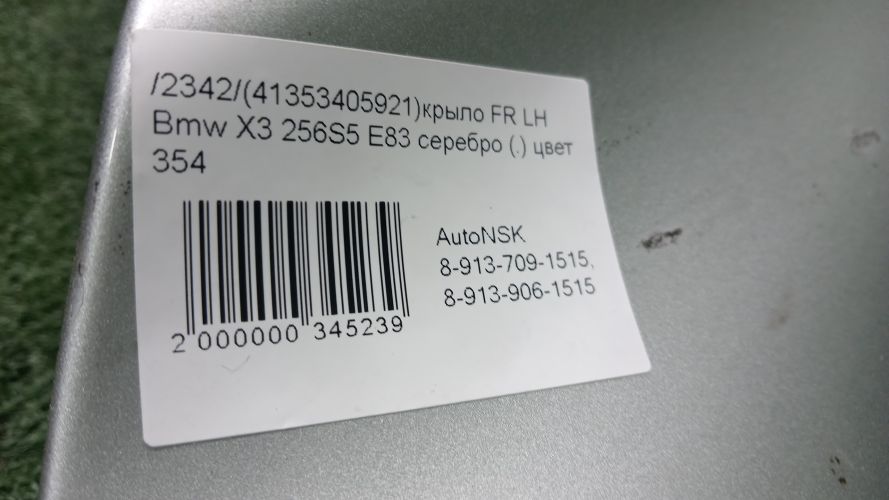 /2342/(41353405921)крыло FR LH
Bmw X3 256S5 E83 серебро (.) цвет
354
AutoNSK
8-913-709-1515,
8-913-906-1515
2 000000 345239